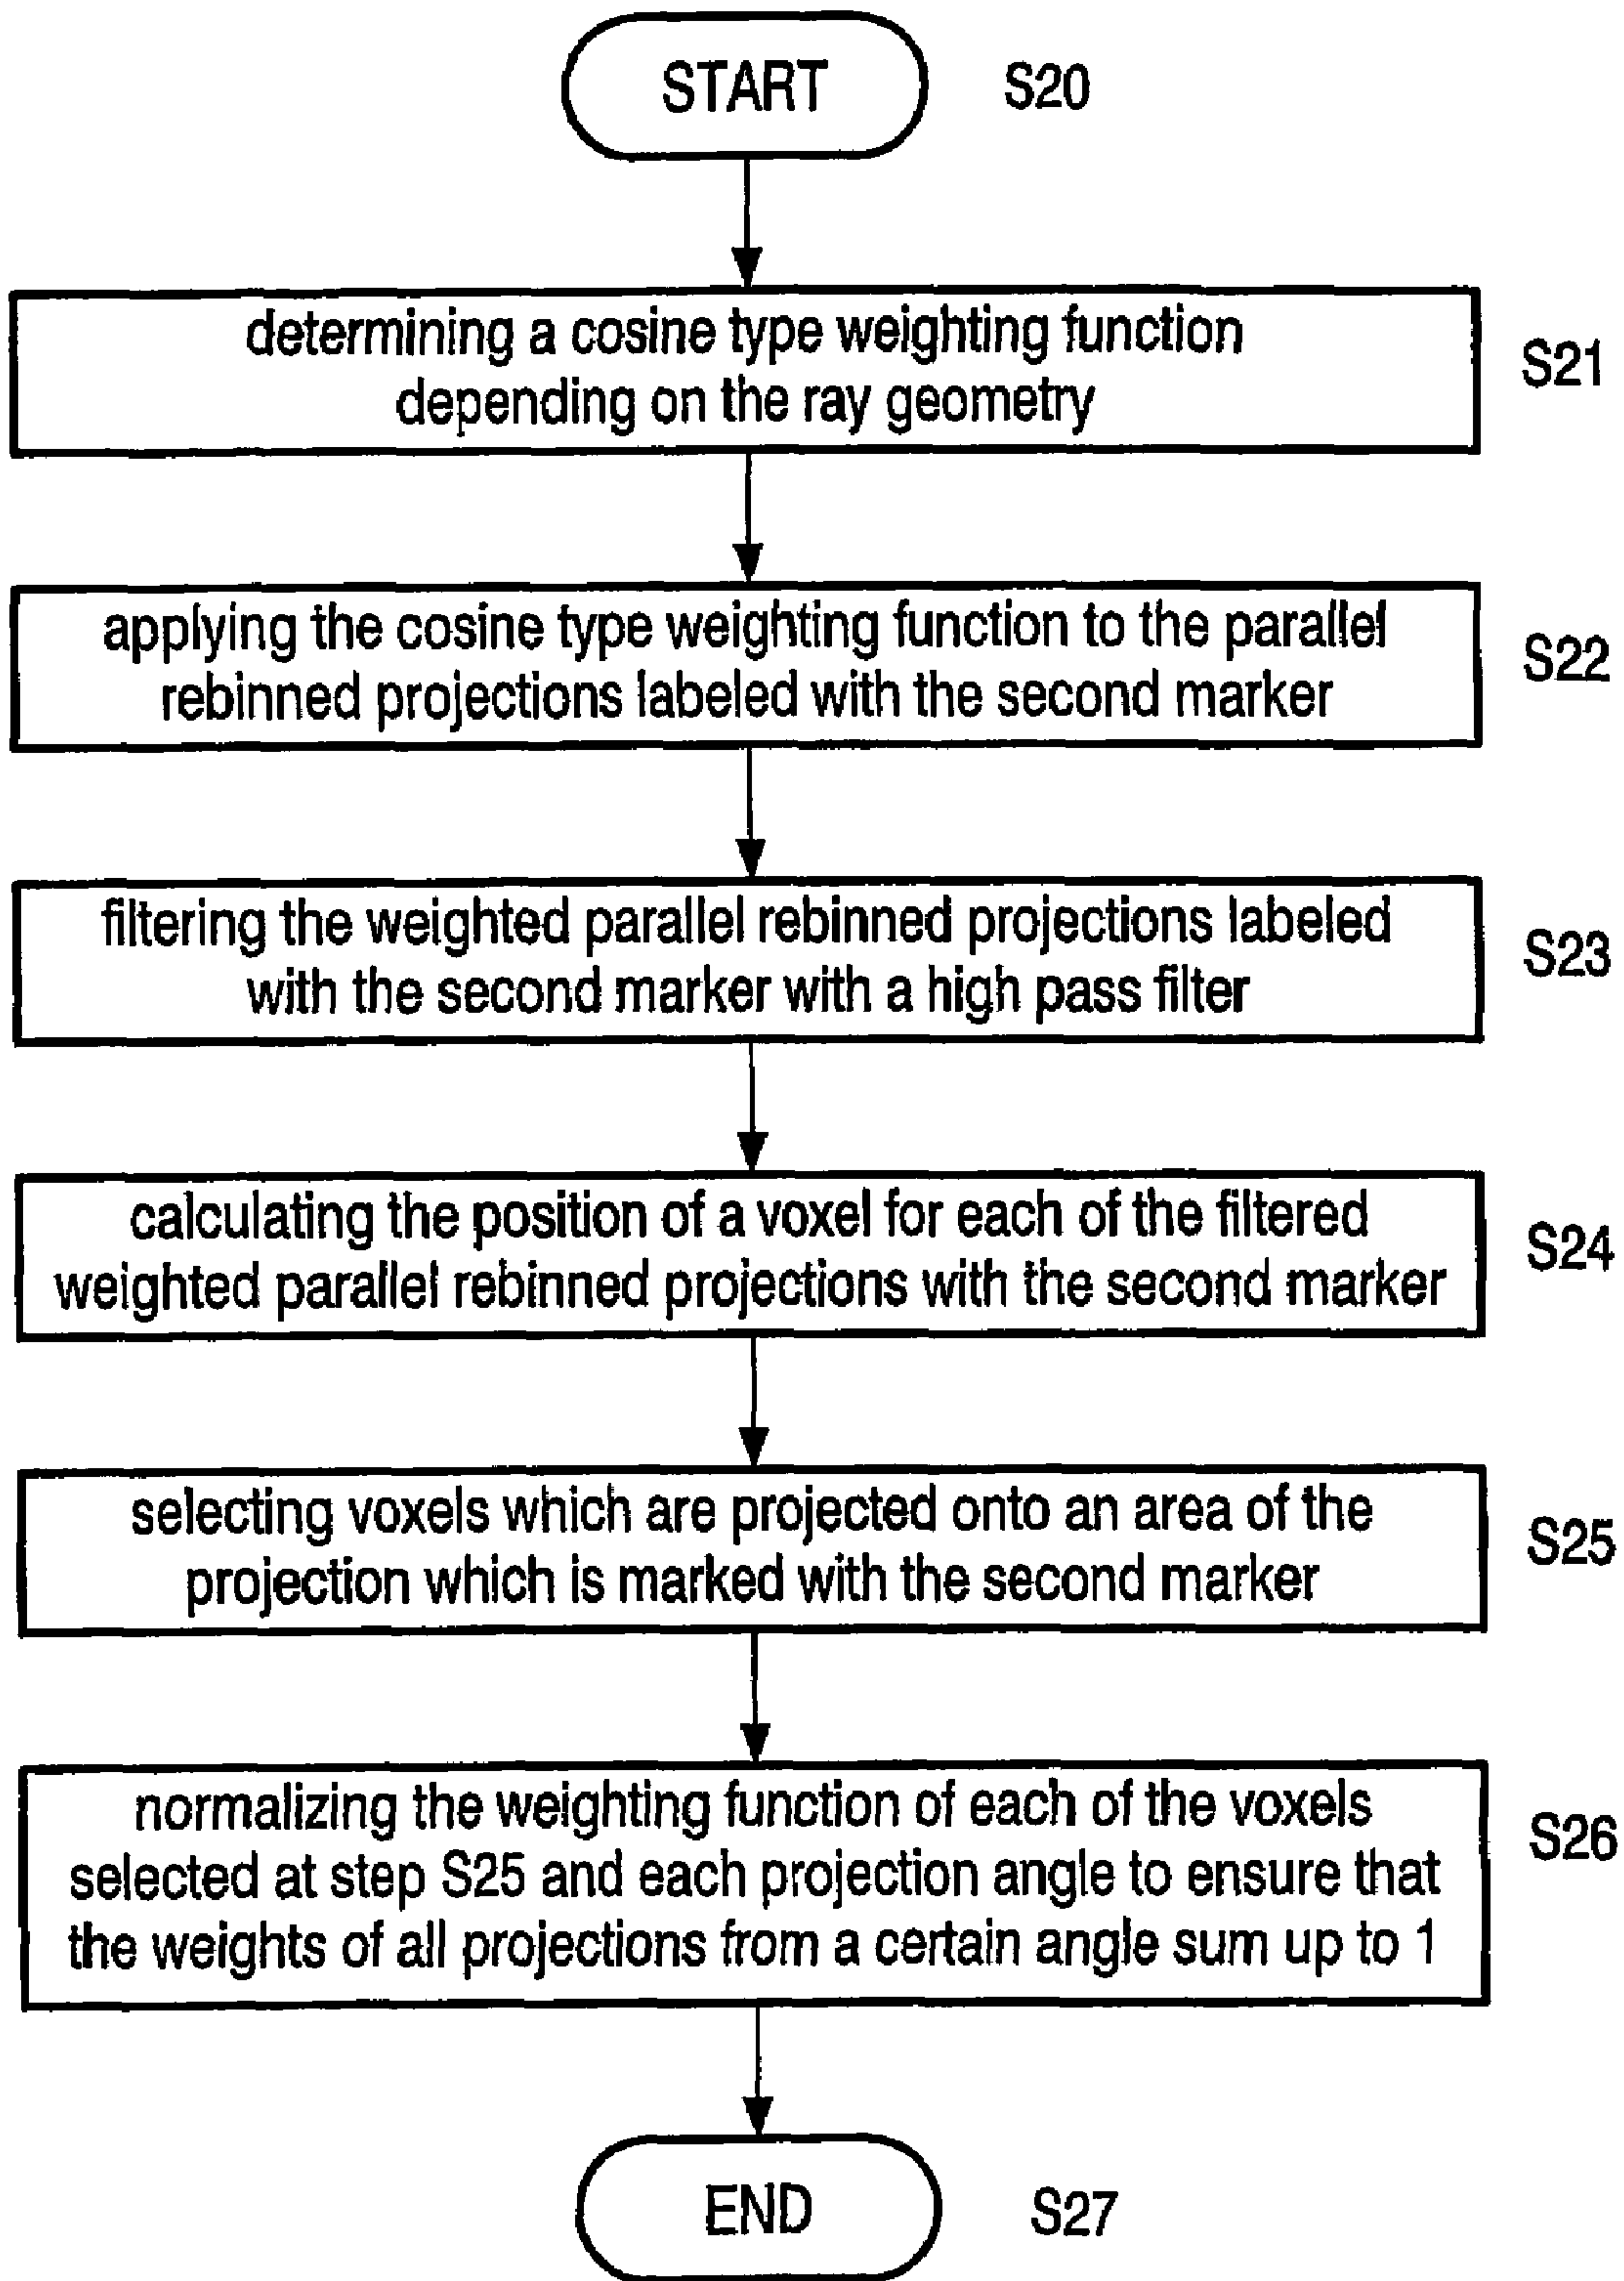 START S20
determining a cosine type weighting function
depending on the ray geometry
S21
applying the cosine type weighting function to the parallel
rebinned projections labeled with the second marker
S22
filtering the weighted parallel rebinned projections labeled
with the second marker with a high pass filter
S23
calculating the position of a voxel for each of the filtered
weighted parallel rebinned projections with the second marker
S24
selecting voxels which are projected onto an area of the
projection which is marked with the second marker
S25
normalizing the weighting function of each of the voxels
selected at step S25 and each projection angle to ensure that
the weights of all projections from a certain angle sum up to 1
S26
END S27